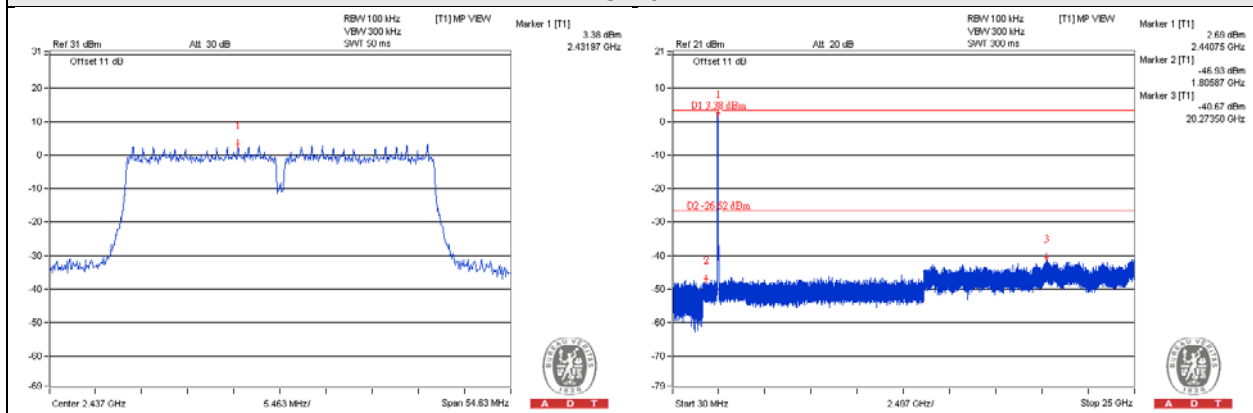 RBW 100 kHz
[T1] MP VIEW
VBW 300 kHz
Ref 31 dBm
Att 30 dB
SWT 50 ms
Marker 1 [T1]
3.38 dBm
2.43197 GHz
31
Offset 11 dB
20
10
1
0
-10
-20
-30
-40
-50
-60
-69
Center 2.437 GHz
5.463 MHz/
Span 54.63 MHz
BUREAU VERITAS
1828
A D T
RBW 100 kHz
[T1] MP VIEW
VBW 300 kHz
Ref 21 dBm
Att 20 dB
SWT 300 ms
Marker 1 [T1]
2.69 dBm
2.44075 GHz
Marker 2 [T1]
-46.93 dBm
1.80587 GHz
Marker 3 [T1]
-40.67 dBm
20.27350 GHz
21
Offset 11 dB
10
1
D1 3.38 dBm
0
-10
-20
D2 -26.62 dBm
-30
-40
2
3
-50
-60
-70
-79
Start 30 MHz
2.497 GHz/
Stop 25 GHz
BUREAU VERITAS
1828
A D T